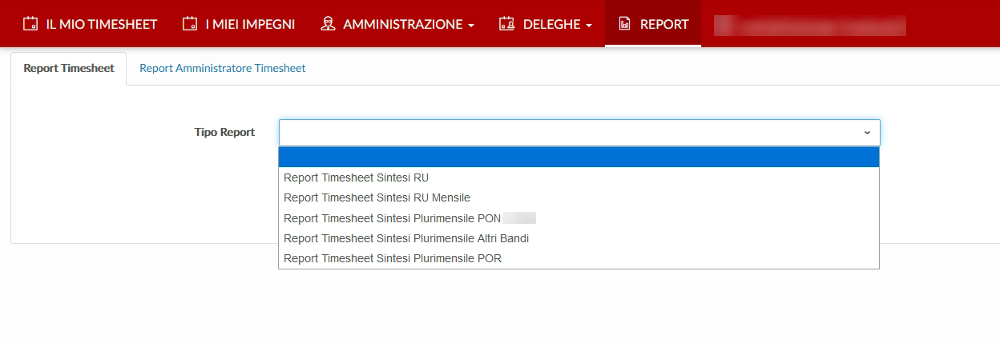 IL MIO TIMESHEET I MIEI IMPEGNI AMMINISTRAZIONE DELEGHE REPORT
Report Timesheet Report Amministratore Timesheet
Tipo Report
Report Timesheet Sintesi RU
Report Timesheet Sintesi RU Mensile
Report Timesheet Sintesi Plurimensile PON
Report Timesheet Sintesi Plurimensile Altri Bandi
Report Timesheet Sintesi Plurimensile POR